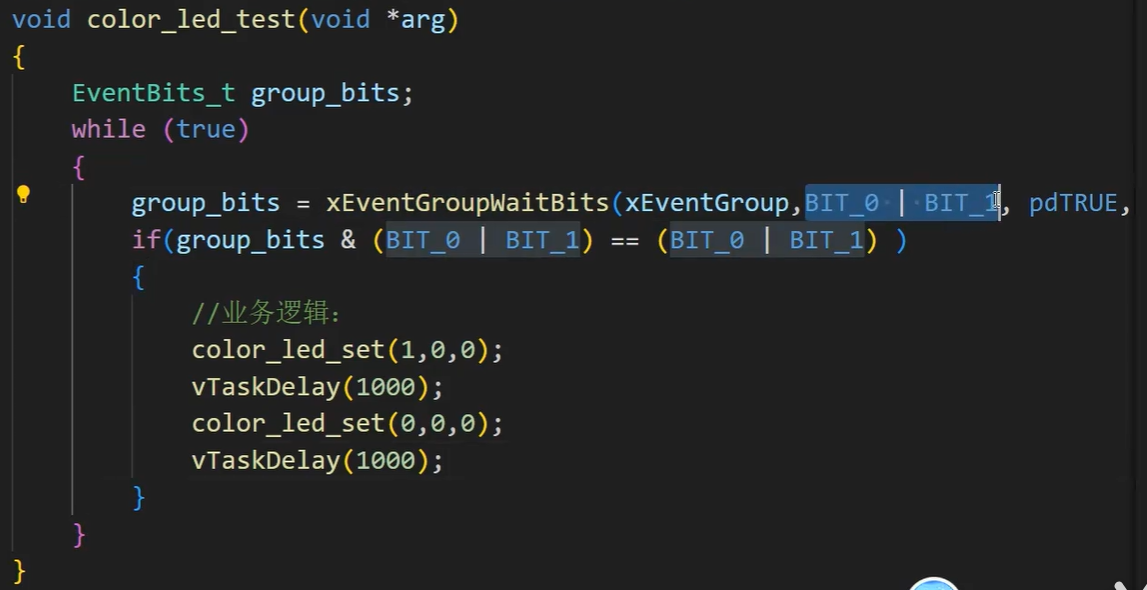 void color_led_test(void *arg)
{
EventBits_t group_bits;
while (true)
{
group_bits = xEventGroupWaitBits(xEventGroup,BIT_0 | BIT_1, pdTRUE,
if(group_bits & (BIT_0 | BIT_1) == (BIT_0 | BIT_1) )
{
//业务逻辑:
color_led_set(1,0,0);
vTaskDelay(1000);
color_led_set(0,0,0);
vTaskDelay(1000);
}
}
}